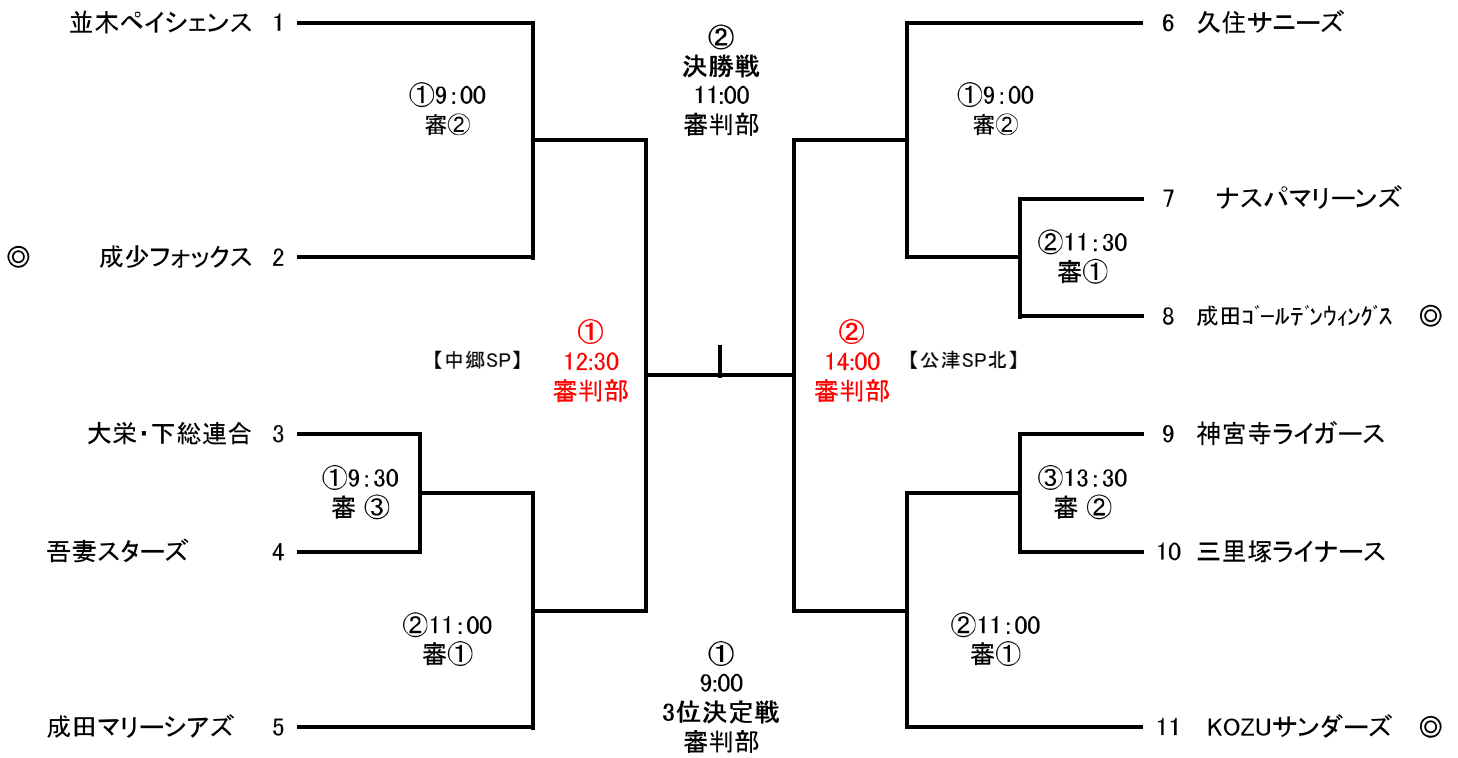 並木ペイシェンス 1
①9:00
審②
◎ 成少フォックス 2
【中郷SP】
①
12:30
審判部
大栄・下総連合 3
①9:30
審 ③
吾妻スターズ 4
②11:00
審①
成田マリーシアズ 5
②
決勝戦
11:00
審判部
①
9:00
3位決定戦
審判部
6 久住サニーズ
①9:00
審②
7 ナスパマリーンズ
②11:30
審①
8 成田ｺﾞｰﾙﾃﾞﾝｳｨﾝｸﾞｽ ◎
②
14:00
審判部
【公津SP北】
9 神宮寺ライガース
③13:30
審 ②
10 三里塚ライナース
②11:00
審①
11 KOZUサンダーズ ◎